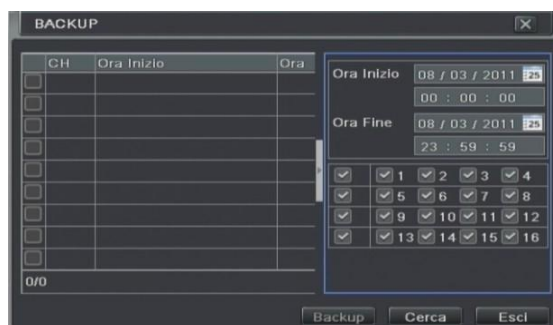 BACKUP
CH Ora Inizio Ora
0/0
Ora Inizio 08 / 03 / 2011 25
00 : 00 : 00
Ora Fine 08 / 03 / 2011 25
23 : 59 : 59
1 2 3 4
5 6 7 8
9 10 11 12
13 14 15 16
Backup Cerca Esci